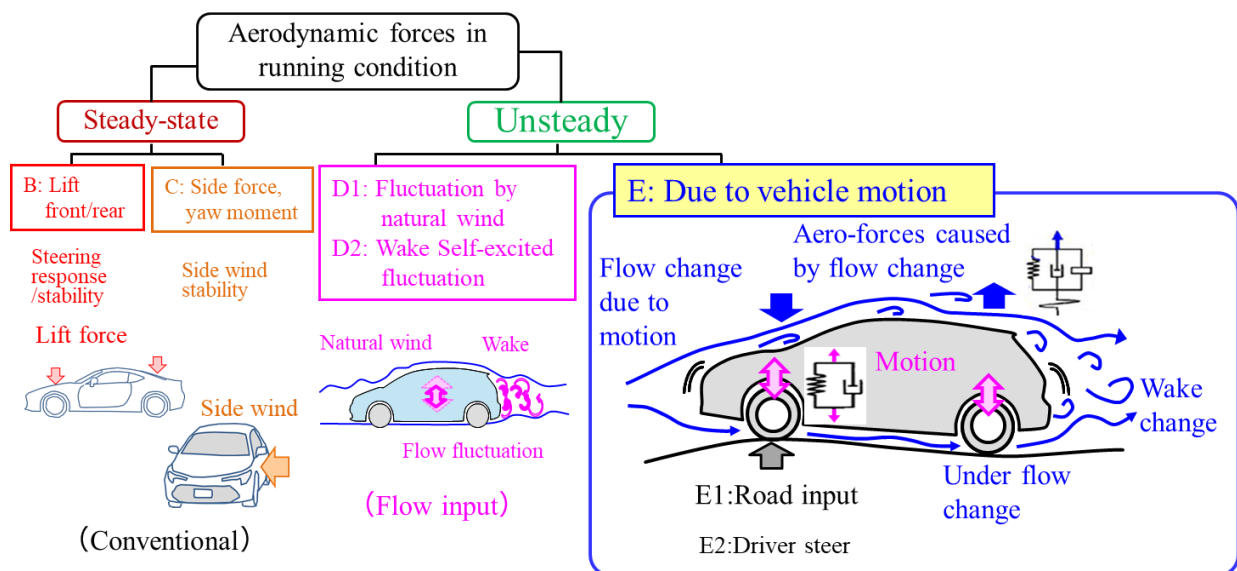 Aerodynamic forces in
running condition
Steady-state
Unsteady
B: Lift
front/rear
C: Side force,
yaw moment
D1: Fluctuation by
natural wind
D2: Wake Self-excited
fluctuation
E: Due to vehicle motion
Steering
response
/stability
Side wind
stability
Lift force
Side wind
(Conventional)
Natural wind
Wake
Flow fluctuation
(Flow input)
Flow change
due to
motion
Aero-forces caused
by flow change
Motion
Wake
change
Under flow
change
E1:Road input
E2:Driver steer